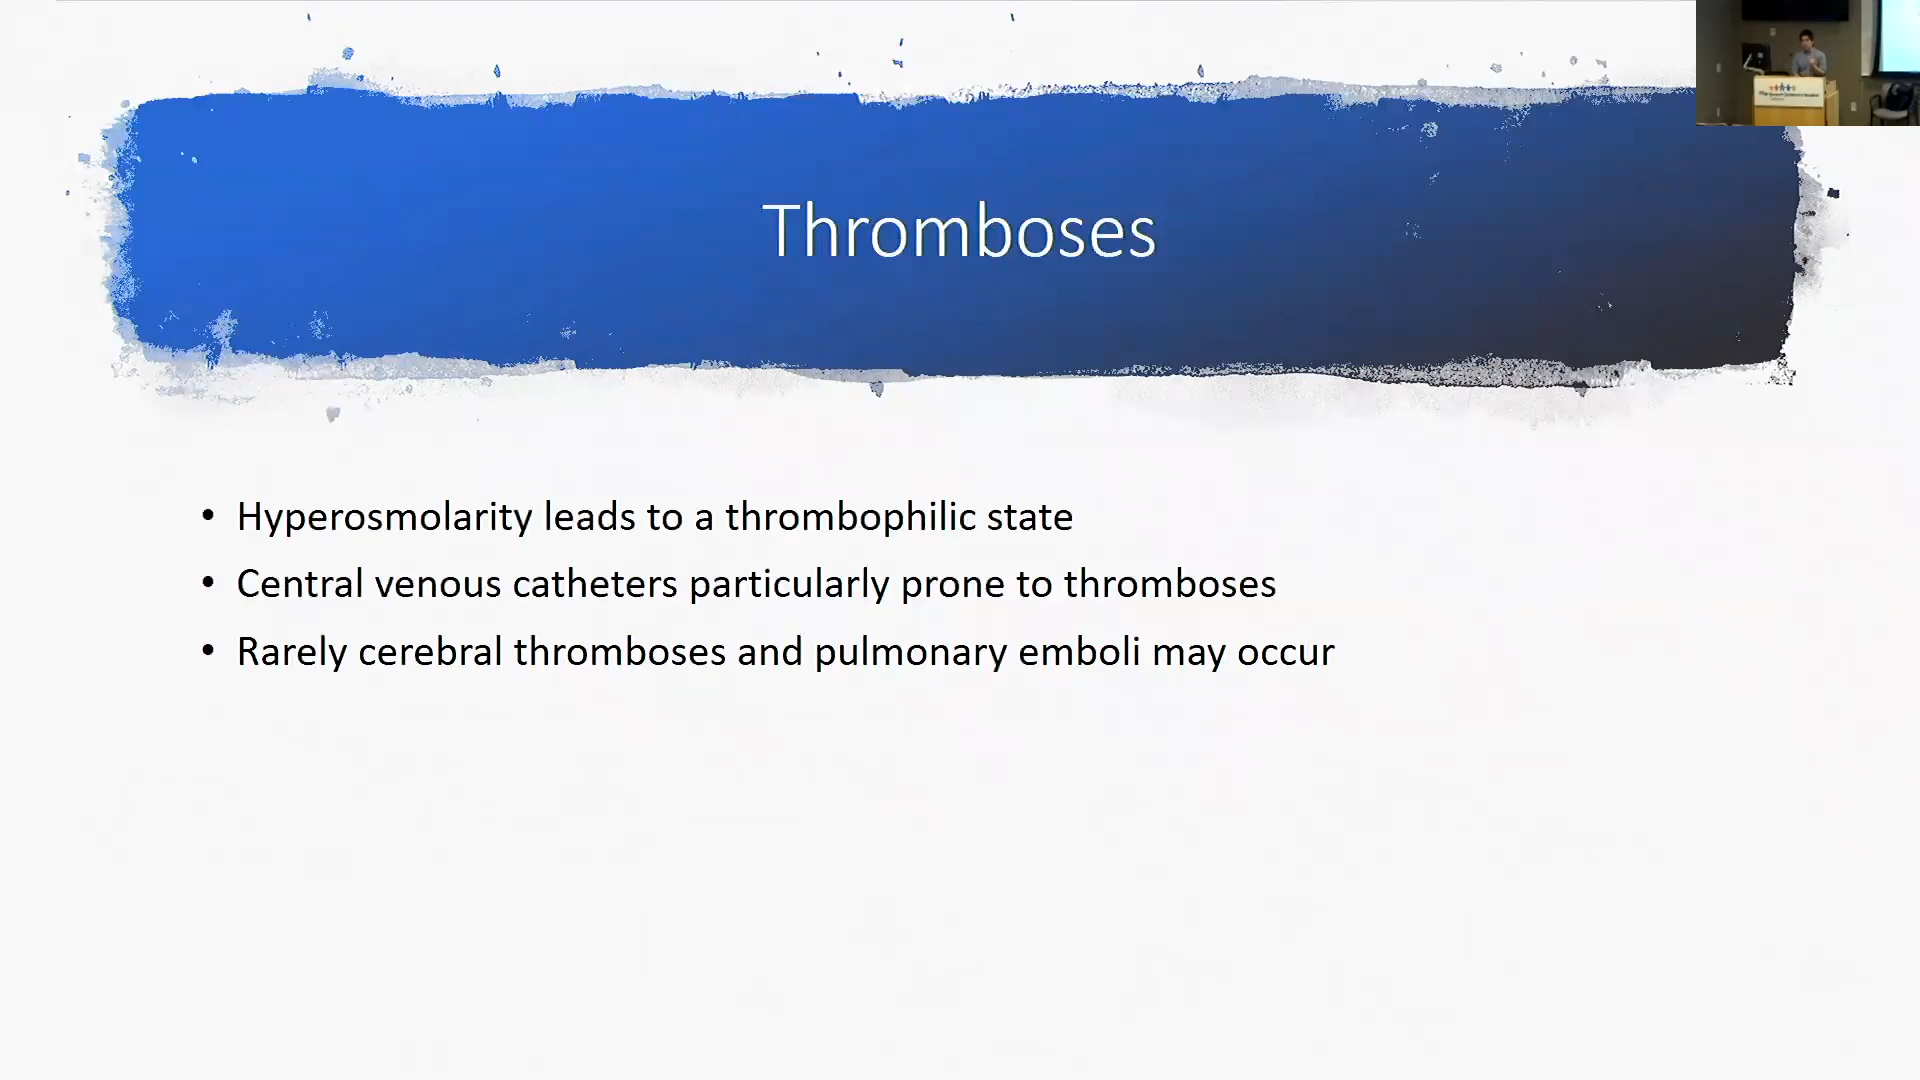 Thromboses
• Hyperosmolarity leads to a thrombophilic state
• Central venous catheters particularly prone to thromboses
• Rarely cerebral thromboses and pulmonary emboli may occur